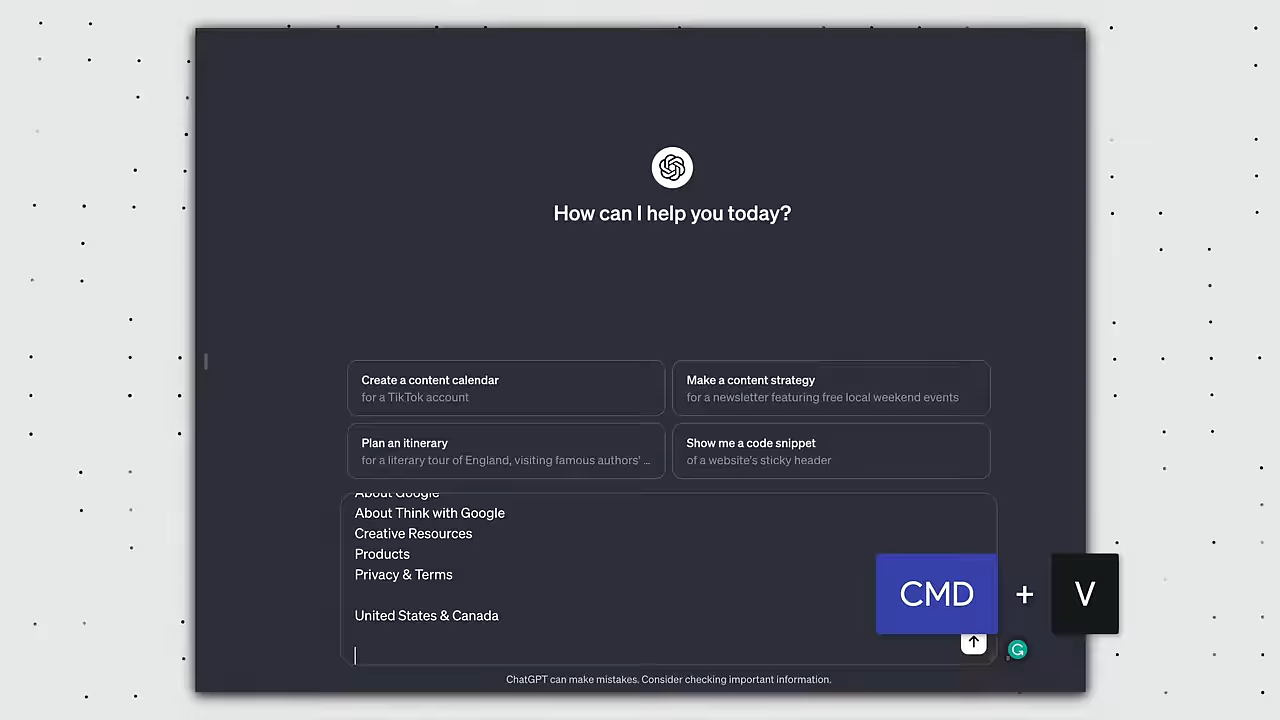 How can I help you today?
Create a content calendar
for a TikTok account
Make a content strategy
for a newsletter featuring free local weekend events
Plan an itinerary
for a literary tour of England, visiting famous authors' ...
Show me a code snippet
of a website's sticky header
About Google
About Think with Google
Creative Resources
Products
Privacy & Terms
United States & Canada
CMD + V
ChatGPT can make mistakes. Consider checking important information.